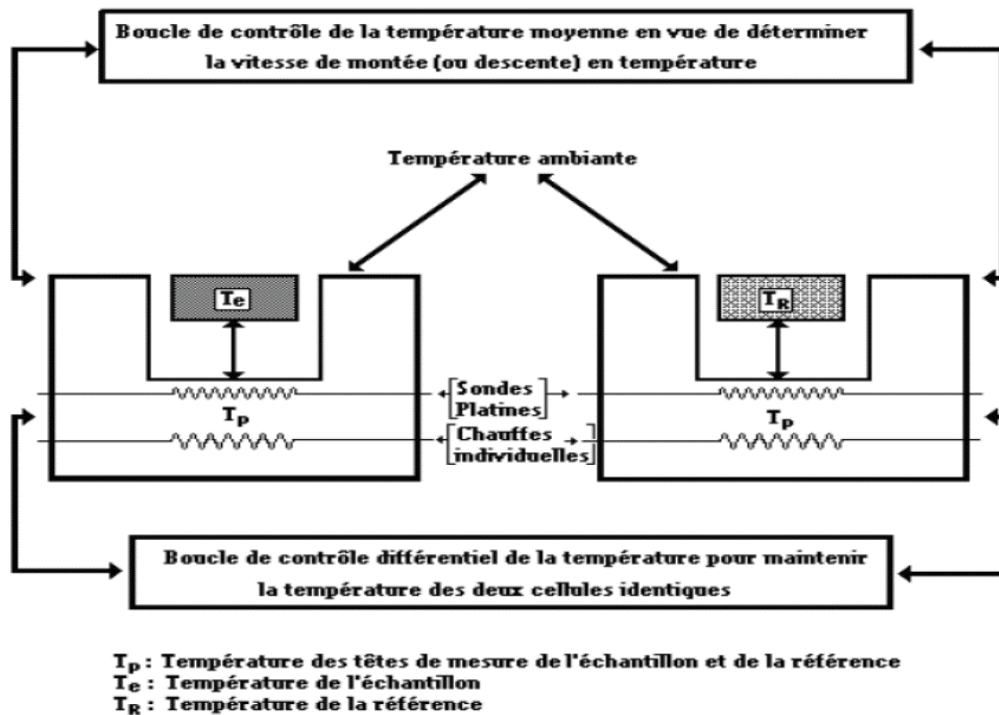 Boucle de contrôle de la température moyenne en vue de déterminer
la vitesse de montée (ou descente) en température
Température ambiante
Te
TR
Sondes
Platines
Tp
Tp
Chauffes
individuelles
Boucle de contrôle différentiel de la température pour maintenir
la température des deux cellules identiques
Tp : Température des têtes de mesure de l'échantillon et de la référence
Te : Température de l'échantillon
TR : Température de la référence